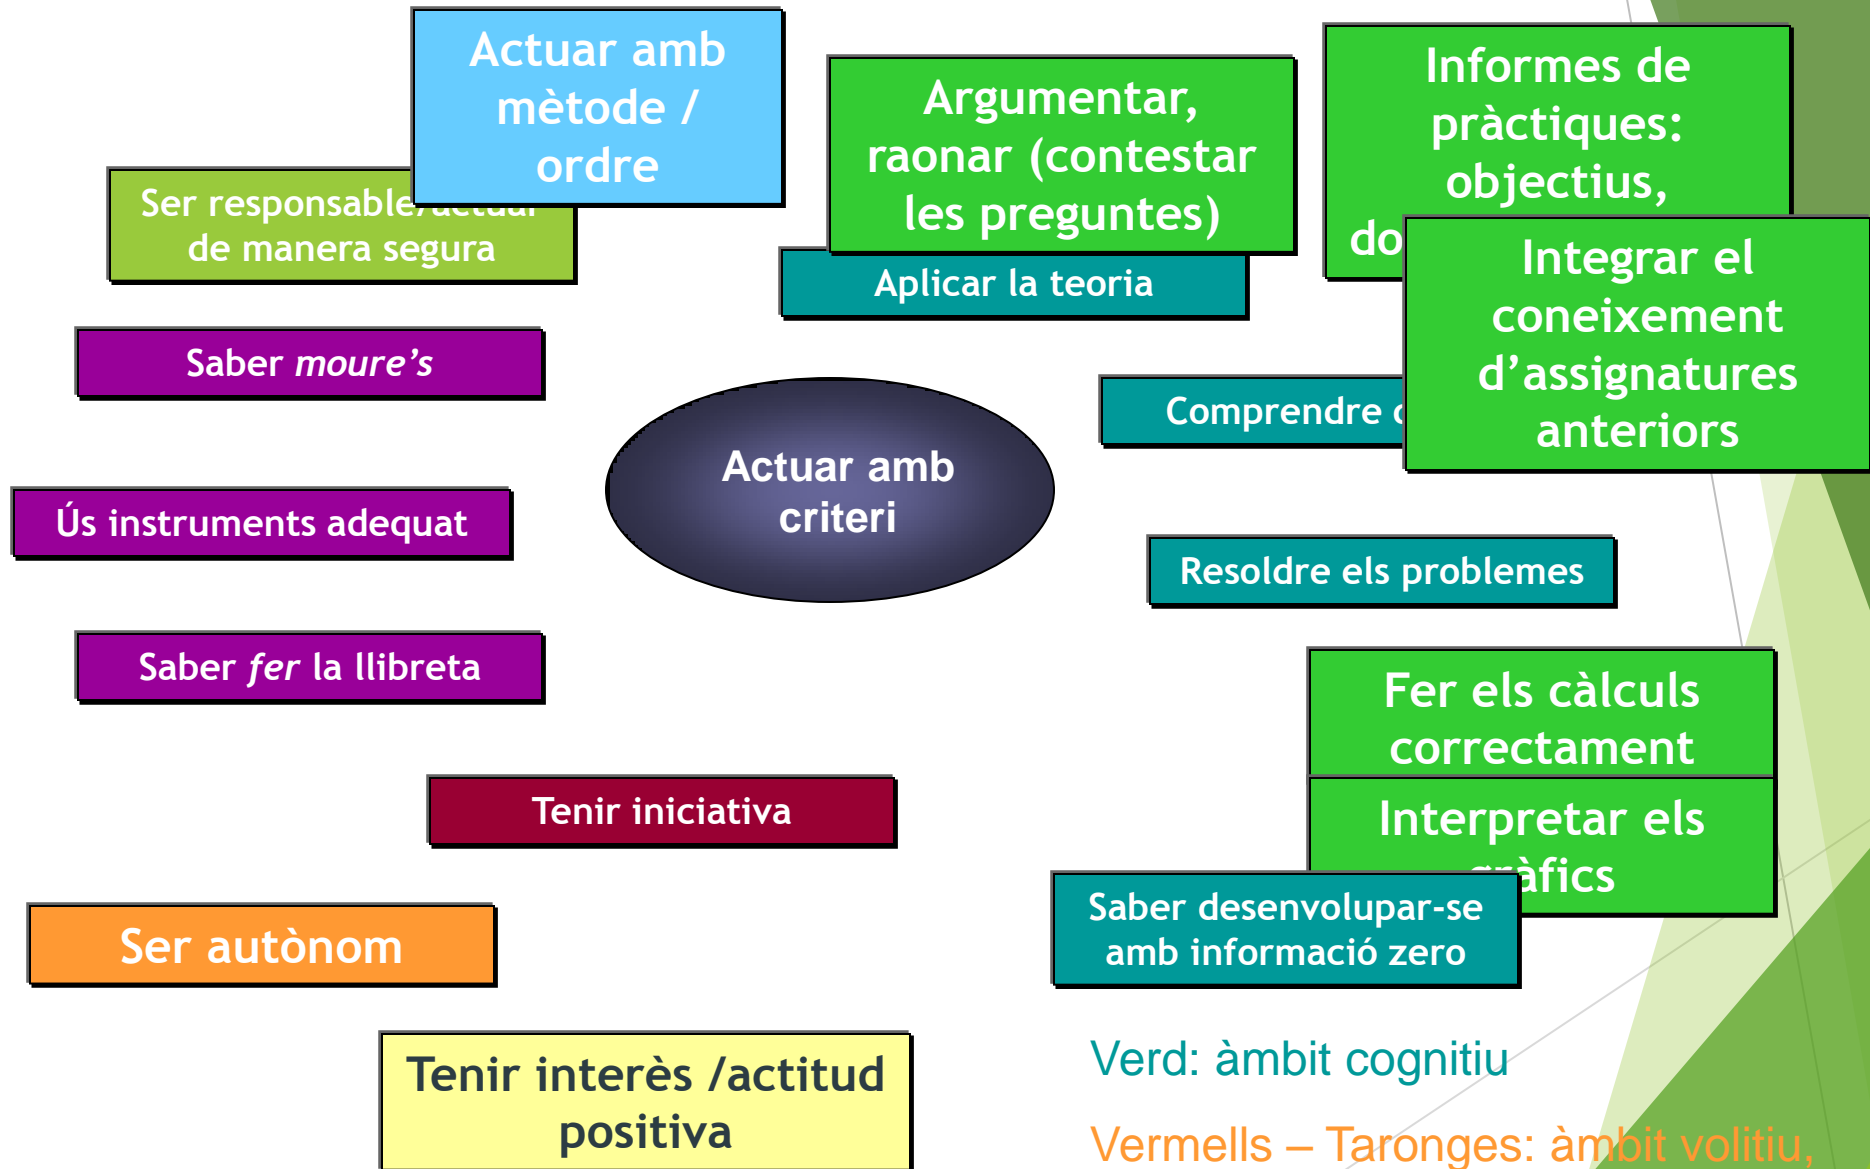 Actuar amb
mètode /
ordre
Argumentar,
raonar (contestar
les preguntes)
Informes de
pràctiques:
objectius,
Integrar el
coneixement
d’assignatures
anteriors
Ser responsable/actuar
de manera segura
Aplicar la teoria
Saber moure’s
Comprendre
Actuar amb
criteri
Ús instruments adequat
Resoldre els problemes
Saber fer la llibreta
Fer els càlculs
correctament
Tenir iniciativa
Interpretar els
gràfics
Saber desenvolupar-se
amb informació zero
Ser autònom
Tenir interès /actitud
positiva
Verd: àmbit cognitiu
Vermells – Taronges: àmbit volitiu,